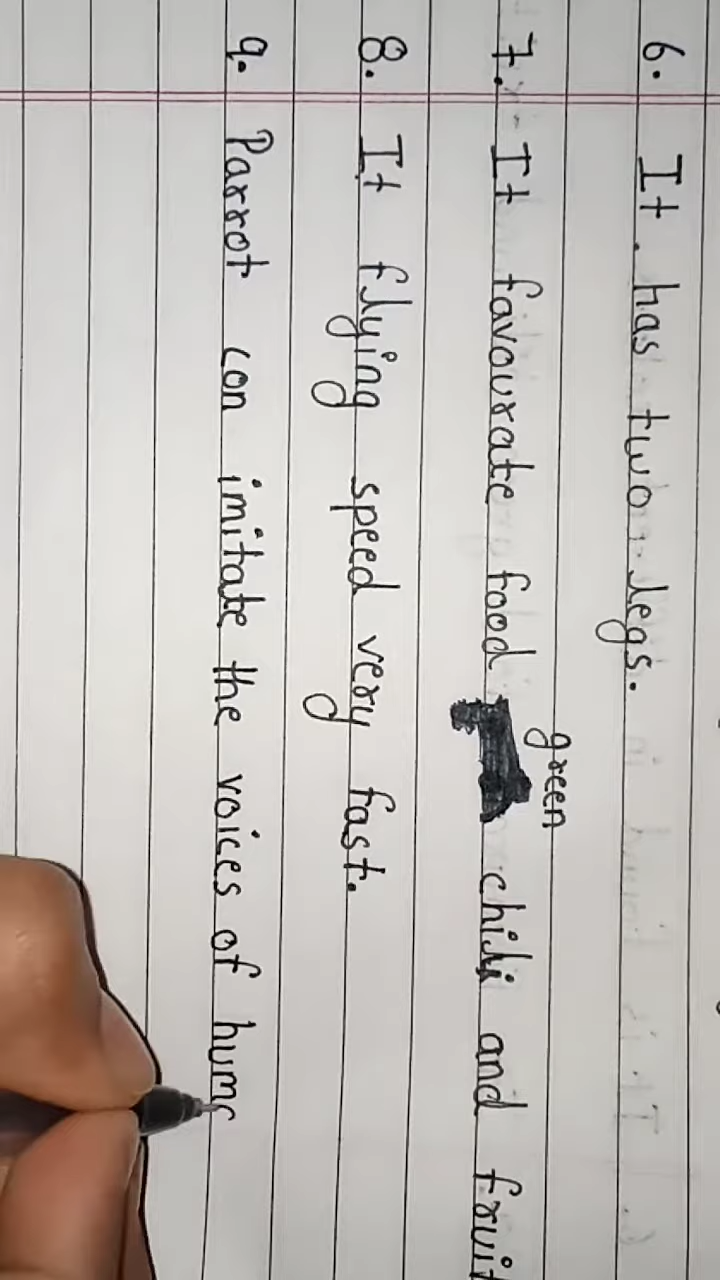 6. It has two legs.
7. It favourate food green chili and fruit
8. It flying speed very fast.
9. Parrot can imitate the voices of huma